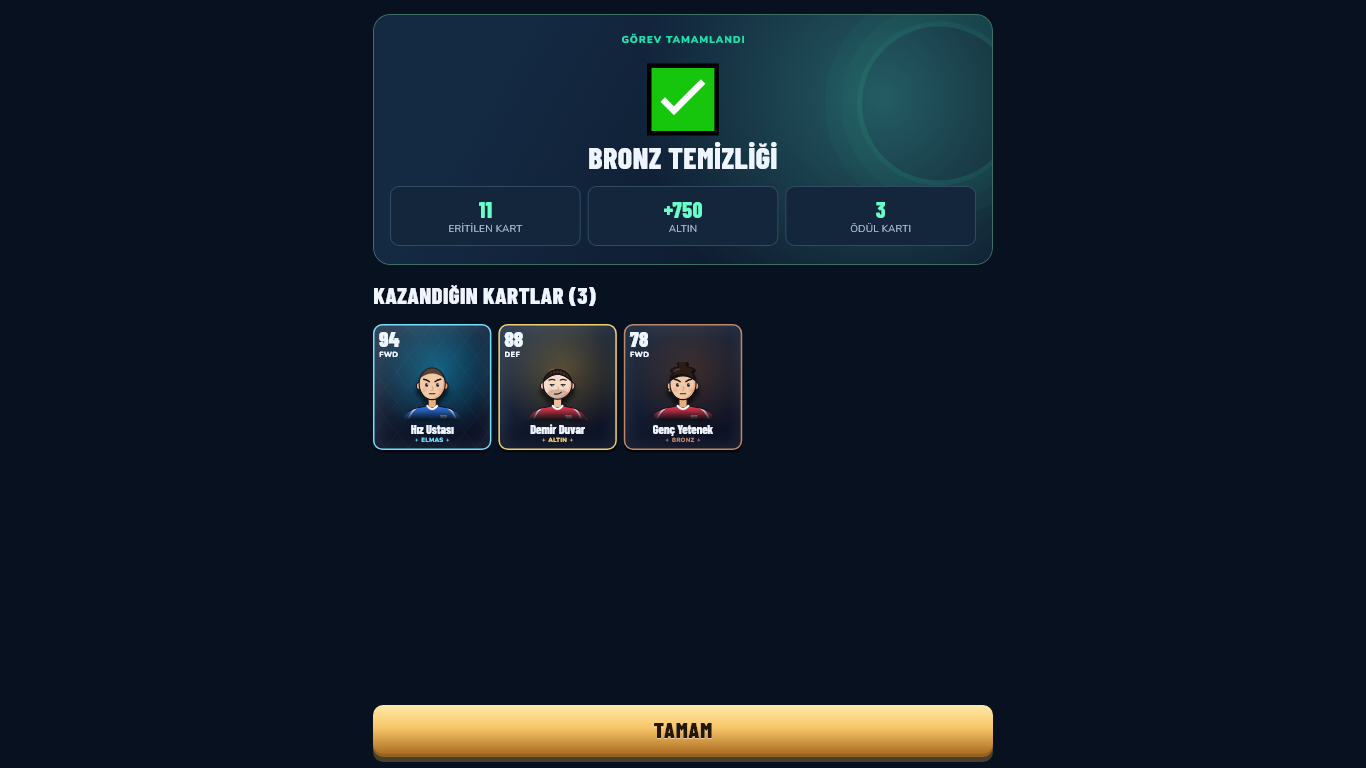 GÖREV TAMAMLANDI
BRONZ TEMİZLİĞİ
11
ERİTİLEN KART
+750
ALTIN
3
ÖDÜL KARTI
KAZANDIĞIN KARTLAR (3)
94
FWD
Hız Ustası
+ ELMAS +
88
DEF
Demir Duvar
+ ALTIN +
78
FWD
Genç Yetenek
+ BRONZ +
TAMAM